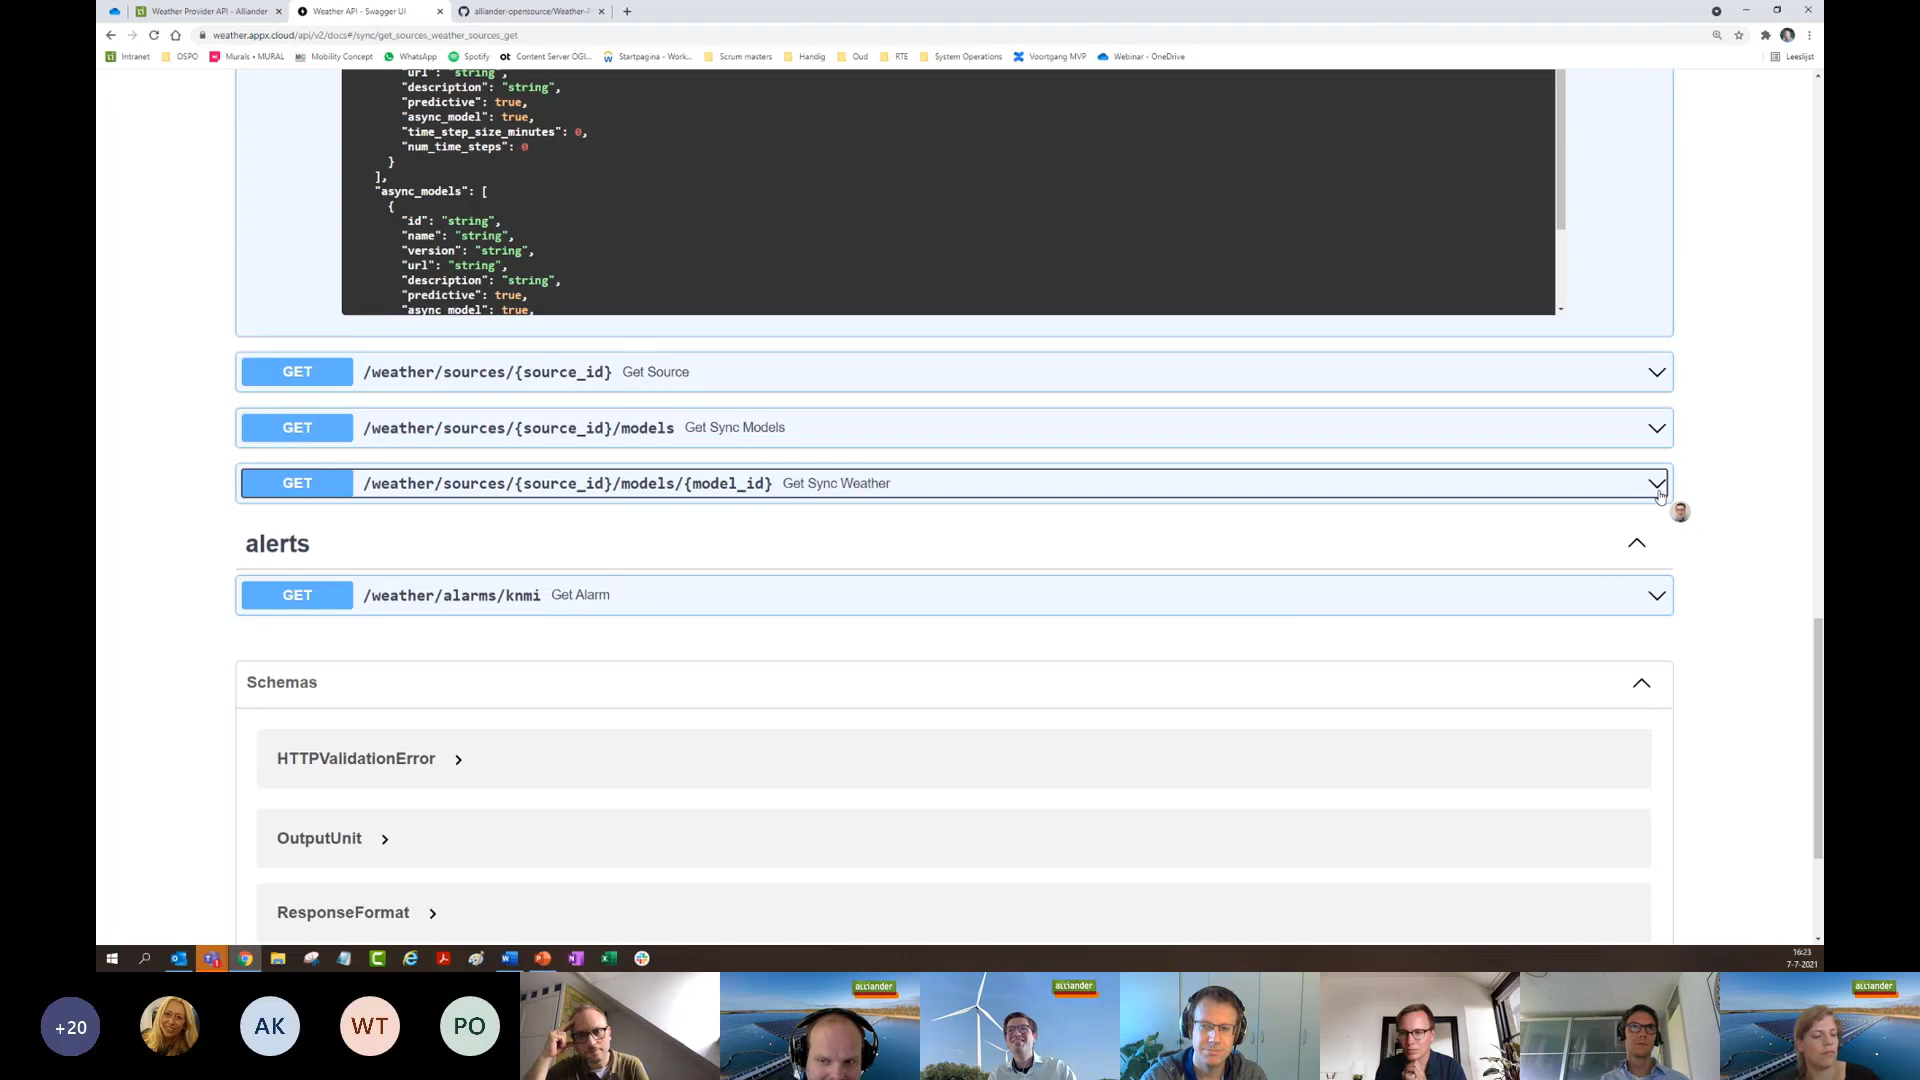 Weather Provider API - Alliander
Weather API - Swagger UI
alliander-opensource/Weather-P
weather.appx.cloud/api/v2/docs#/sync/get_sources_weather_sources_get
Intranet
OSPO
Murals • MURAL
Mobility Concept
WhatsApp
Spotify
Content Server OGI...
Startpagina - Work...
Scrum masters
Handig
Oud
RTE
System Operations
Voortgang MVP
Webinar - OneDrive
Leeslijst
"url": "string",
"description": "string",
"predictive": true,
"async_model": true,
"time_step_size_minutes": 0,
"num_time_steps": 0
}
],
"async_models": [
{
"id": "string",
"name": "string",
"version": "string",
"url": "string",
"description": "string",
"predictive": true,
"async_model": true,
GET /weather/sources/{source_id} Get Source
GET /weather/sources/{source_id}/models Get Sync Models
GET /weather/sources/{source_id}/models/{model_id} Get Sync Weather
alerts
GET /weather/alarms/knmi Get Alarm
Schemas
HTTPValidationError
OutputUnit
ResponseFormat
16:23
7-7-2021
+20
AK
WT
PO
alliander
alliander
alliander